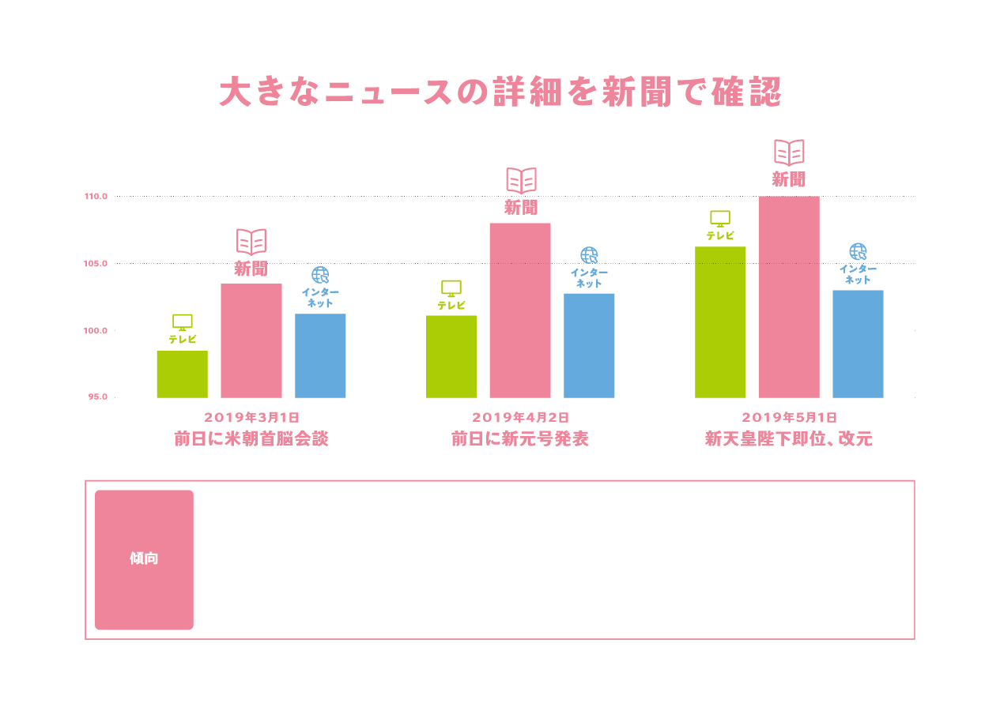 大きなニュースの詳細を新聞で確認
110.0
105.0
100.0
95.0
テレビ
新聞
インター
ネット
テレビ
新聞
インター
ネット
テレビ
新聞
インター
ネット
2019年3月1日
前日に米朝首脳会談
2019年4月2日
前日に新元号発表
2019年5月1日
新天皇陛下即位、改元
傾向